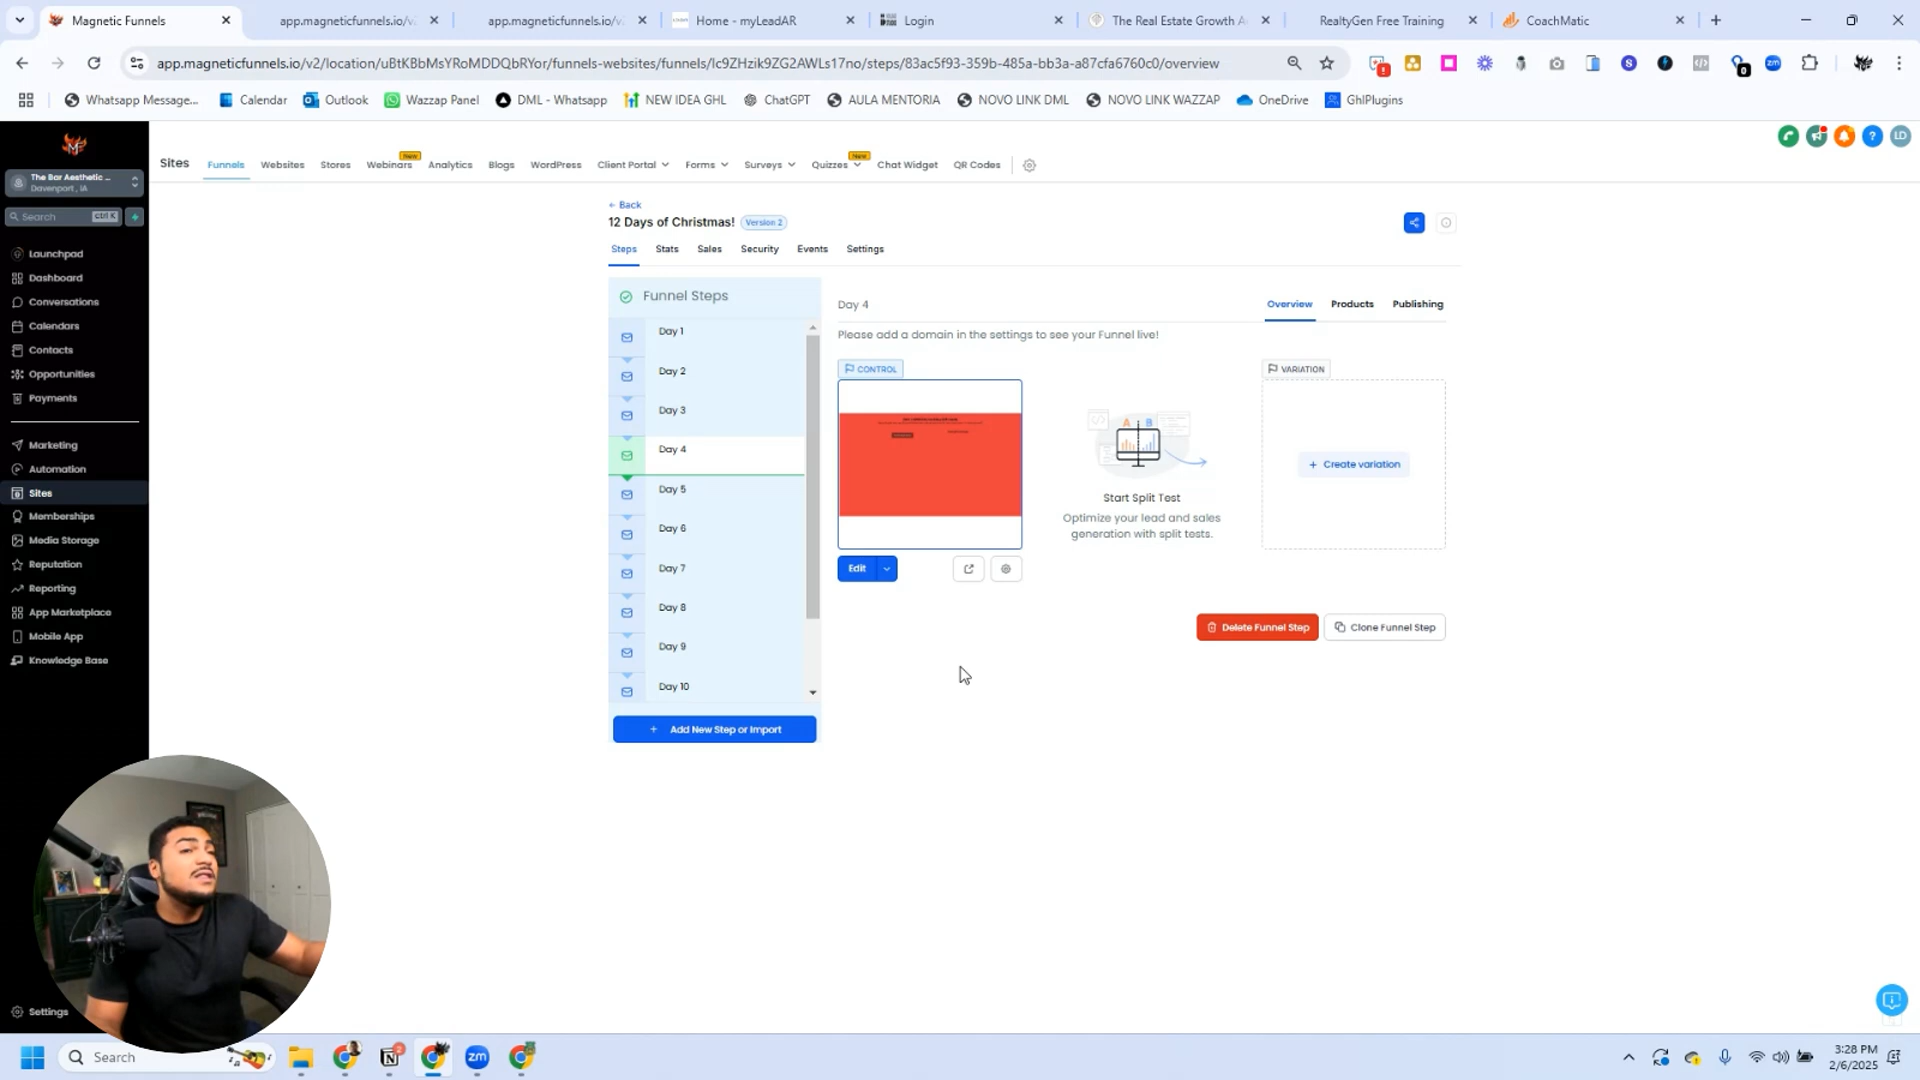 Magnetic Funnels
app.magneticfunnels.io/v
app.magneticfunnels.io/v
Home - myLeadAR
Login
The Real Estate Growth A
RealtyGen Free Training
CoachMatic
app.magneticfunnels.io/v2/location/uBtKBbMsYRoMDDQbRYor/funnels-websites/funnels/Ic9ZHzik9ZG2AWLs17no/steps/83ac5f93-359b-485a-bb3a-a87cfa6760c0/overview
Whatsapp Message...
Calendar
Outlook
Wazzap Panel
DML - Whatsapp
NEW IDEA GHL
ChatGPT
AULA MENTORIA
NOVO LINK DML
NOVO LINK WAZZAP
OneDrive
GhlPlugins
The Bar Aesthetic ...
Davenport, IA
Search
ctrl K
Launchpad
Dashboard
Conversations
Calendars
Contacts
Opportunities
Payments
Marketing
Automation
Sites
Memberships
Media Storage
Reputation
Reporting
App Marketplace
Mobile App
Knowledge Base
Settings
Sites
Funnels
Websites
Stores
Webinars
New
Analytics
Blogs
WordPress
Client Portal
Forms
Surveys
Quizzes
New
Chat Widget
QR Codes
LD
← Back
12 Days of Christmas!
Version 2
Steps
Stats
Sales
Security
Events
Settings
Funnel Steps
Day 1
Day 2
Day 3
Day 4
Day 5
Day 6
Day 7
Day 8
Day 9
Day 10
+ Add New Step or Import
Day 4
Overview
Products
Publishing
Please add a domain in the settings to see your Funnel live!
CONTROL
Edit
A B
Start Split Test
Optimize your lead and sales
generation with split tests.
VARIATION
+ Create variation
Delete Funnel Step
Clone Funnel Step
Search
zm
3:28 PM
2/6/2025